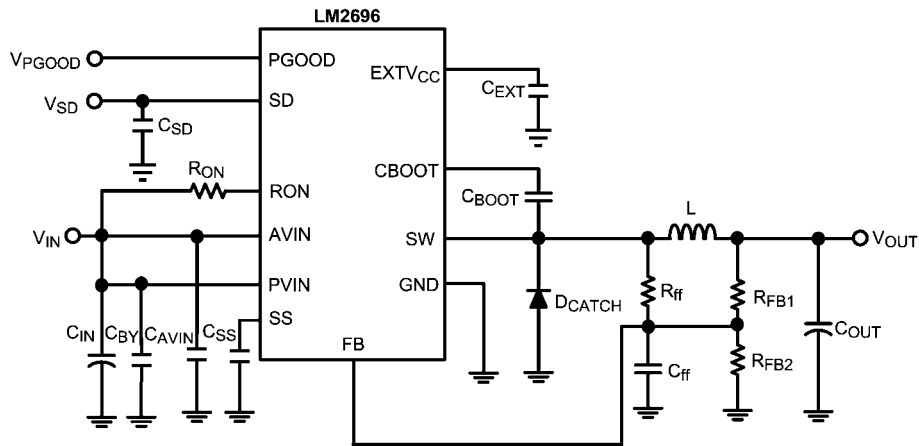 LM2696
VPGOOD
PGOOD
EXTVCC
CEXT
VSD
SD
CSD
RON
RON
CBOOT
CBOOT
L
VIN
AVIN
SW
VOUT
PVIN
GND
DCATCH
Rff
RFB1
CIN
CBY
CAVIN
CSS
SS
FB
COUT
Cff
RFB2